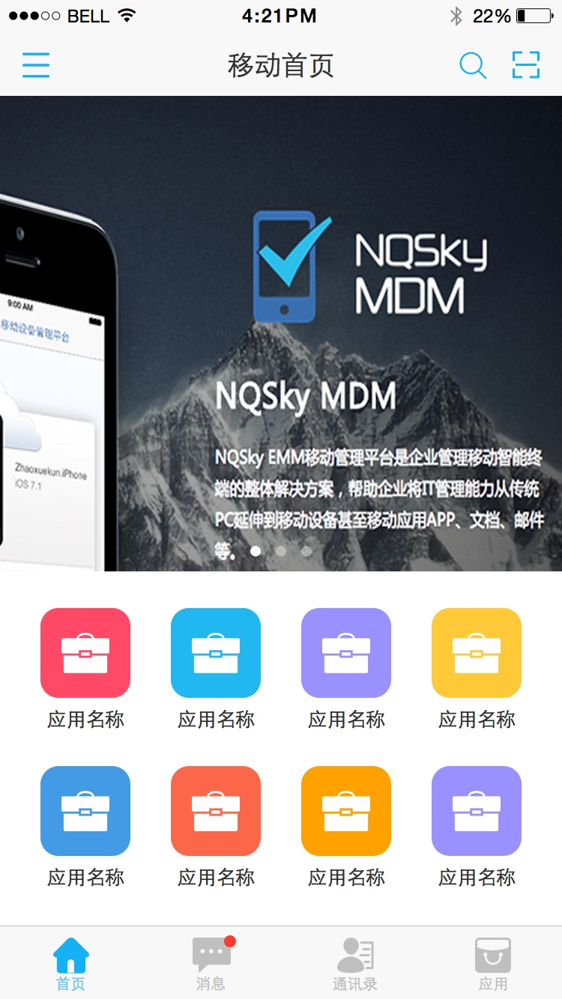 BELL
4:21PM
22%
移动首页
NQSky
MDM
9:00 AM
移动设备管理平台
NQSky MDM
Zhaoxuekun.iPhone
iOS 7.1
NQSky EMM移动管理平台是企业管理移动智能终
端的整体解决方案，帮助企业将IT管理能力从传统
PC延伸到移动设备甚至移动应用APP、文档、邮件
等。
应用名称 应用名称 应用名称 应用名称
应用名称 应用名称 应用名称 应用名称
首页 消息 通讯录 应用